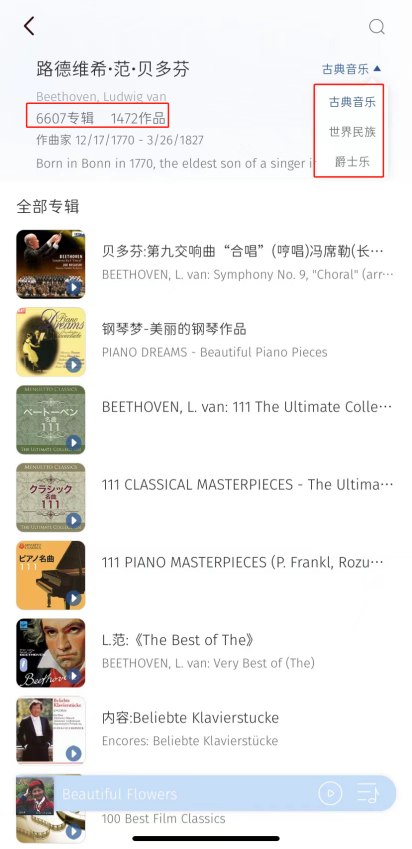 路德维希·范·贝多芬
古典音乐
Beethoven, Ludwig van
古典音乐
6607专辑 1472作品
世界民族
作曲家 12/17/1770 - 3/26/1827
爵士乐
Born in Bonn in 1770, the eldest son of a singer i
全部专辑
贝多芬:第九交响曲“合唱”(哼唱)冯席勒(长···
BEETHOVEN, L. van: Symphony No. 9, "Choral" (arr···
钢琴梦-美丽的钢琴作品
PIANO DREAMS - Beautiful Piano Pieces
Piano Dreams
BEETHOVEN, L. van: 111 The Ultimate Colle···
MENUETTO CLASSICS
ベートーベン
名曲
111
111 CLASSICAL MASTERPIECES - The Ultima···
MENUETTO CLASSICS
クラシック
名曲
111
111 PIANO MASTERPIECES (P. Frankl, Rozu···
ピアノ名曲
111
L.范:《The Best of The》
BEETHOVEN, L. van: Very Best of (The)
Beethoven
内容:Beliebte Klavierstucke
Encores: Beliebte Klavierstücke
Beliebte
Klavierstücke
Beautiful Flowers
100 Best Film Classics